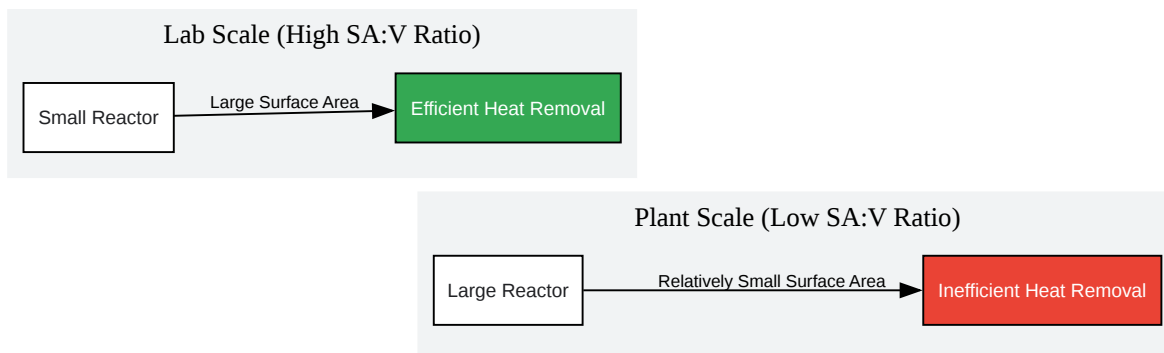 Lab Scale (High SA:V Ratio)
Small Reactor
Large Surface Area
Efficient Heat Removal
Plant Scale (Low SA:V Ratio)
Large Reactor
Relatively Small Surface Area
Inefficient Heat Removal